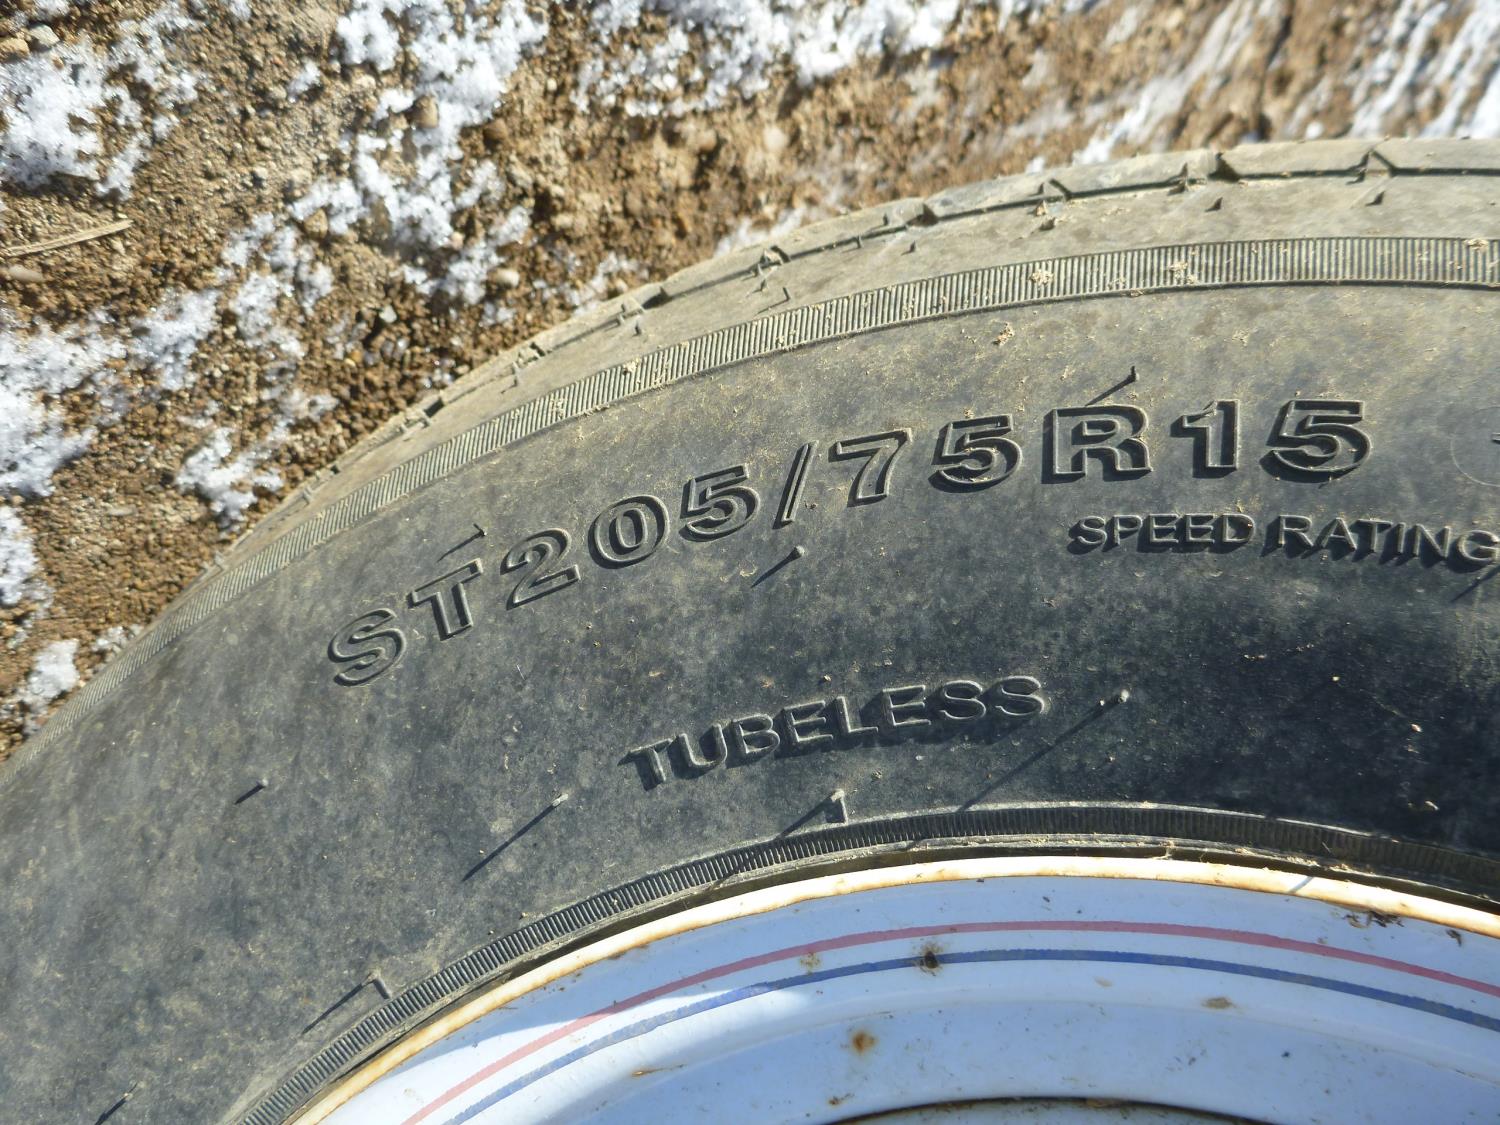 ST205/75R15
SPEED RATING
TUBELESS